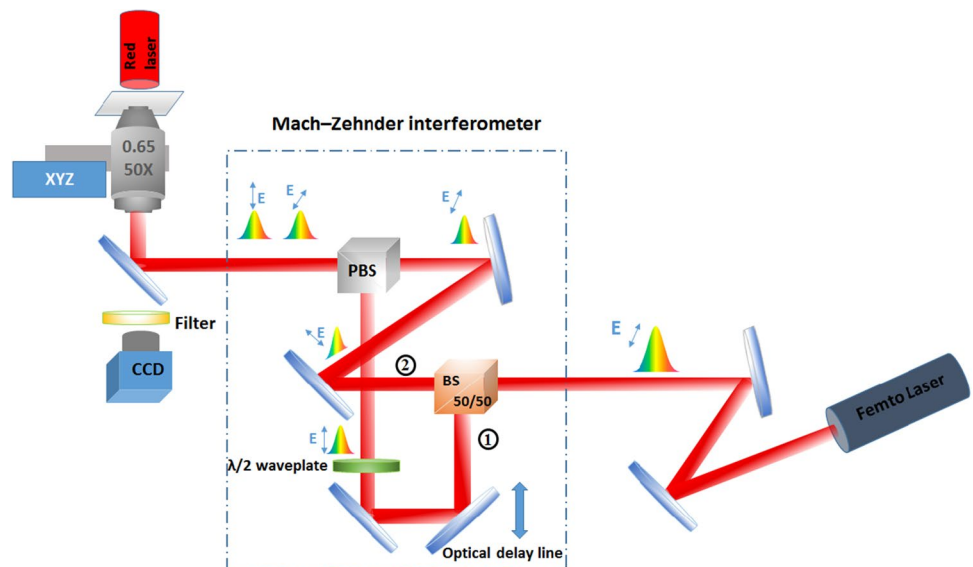 Red
laser
0.65
50X
XYZ
Mach–Zehnder interferometer
E
E
E
PBS
Filter
CCD
E
②
BS
50/50
E
Femto Laser
①
E
λ/2 waveplate
Optical delay line